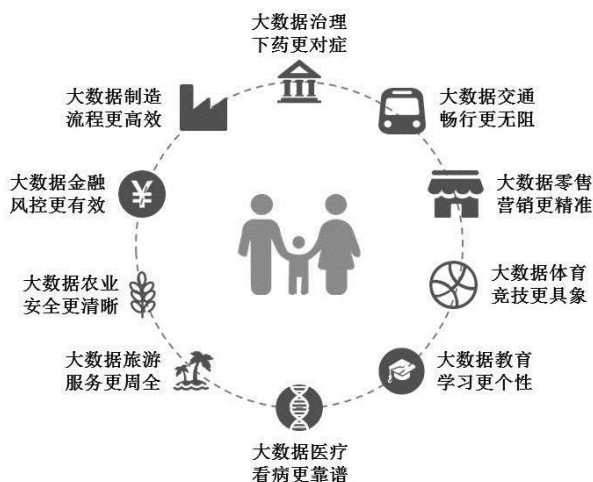 大数据治理
下药更对症
大数据交通
畅行更无阻
大数据零售
营销更精准
大数据体育
竞技更具象
大数据教育
学习更个性
大数据医疗
看病更靠谱
大数据旅游
服务更周全
大数据农业
安全更清晰
大数据金融
风控更有效
¥
大数据制造
流程更高效